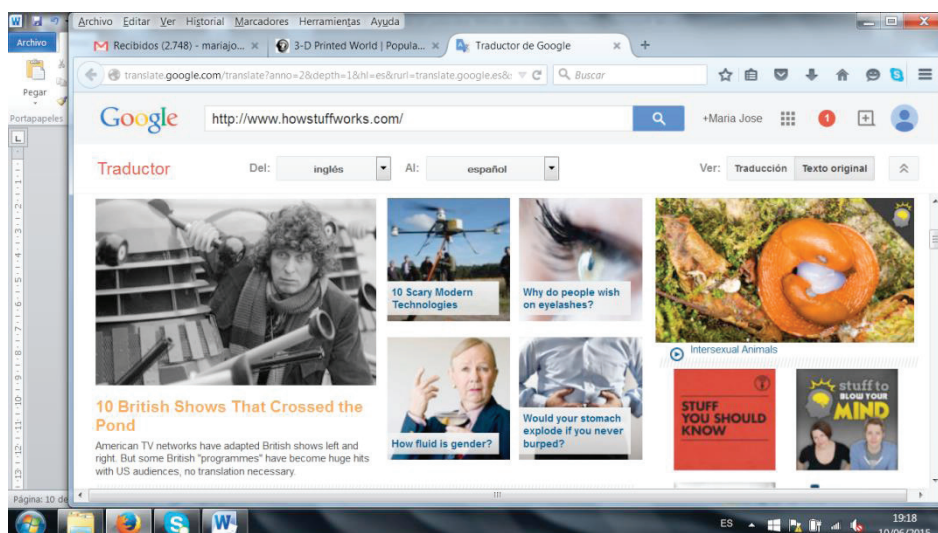 Archivo Editar Ver Historial Marcadores Herramientas Ayuda
Archivo
Recibidos (2.748) - mariajo...
3-D Printed World | Popula...
Traductor de Google
translate.google.com/translate?anno=2&depth=1&hl=es&rurl=translate.google.es&
Buscar
Pegar
Portapapeles
Google
http://www.howstuffworks.com/
+Maria Jose
1
Traductor
Del:
inglés
Al:
español
Ver:
Traducción
Texto original
10 Scary Modern
Technologies
Why do people wish
on eyelashes?
Intersexual Animals
10 British Shows That Crossed the
Pond
American TV networks have adapted British shows left and
right. But some British "programmes" have become huge hits
with US audiences, no translation necessary.
How fluid is gender?
Would your stomach
explode if you never
burped?
STUFF
YOU SHOULD
KNOW
stuff to
BLOW YOUR
MIND
Página: 10 de
ES
19:18
10/06/2015